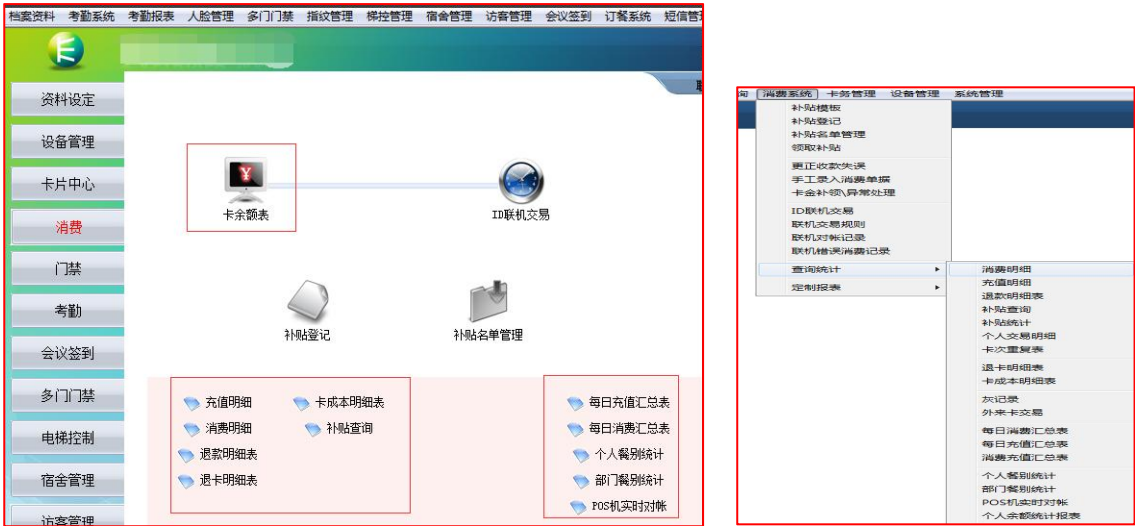 档案资料 考勤系统 考勤报表 人脸管理 多门门禁 指纹管理 梯控管理 宿舍管理 访客管理 会议签到 订餐系统 短信管
资料设定
设备管理
卡片中心
消费
门禁
考勤
会议签到
多门门禁
电梯控制
宿舍管理
访客管理
卡余额表
ID联机交易
补贴登记
补贴名单管理
充值明细
卡成本明细表
消费明细
补贴查询
退款明细表
退卡明细表
每日充值汇总表
每日消费汇总表
个人餐别统计
部门餐别统计
POS机实时对帐
询 消费系统 卡务管理 设备管理 系统管理
补贴模板
补贴登记
补贴名单管理
领取补贴
更正收款失误
手工录入消费单据
卡金补领\异常处理
ID联机交易
联机交易规则
联机对帐记录
联机错误消费记录
查询统计
定制报表
消费明细
充值明细
退款明细表
补贴查询
补贴统计
个人交易明细
卡次重复表
退卡明细表
卡成本明细表
灰记录
外来卡交易
每日消费汇总表
每日充值汇总表
消费充值汇总表
个人餐别统计
部门餐别统计
POS机实时对帐
个人余额统计报表